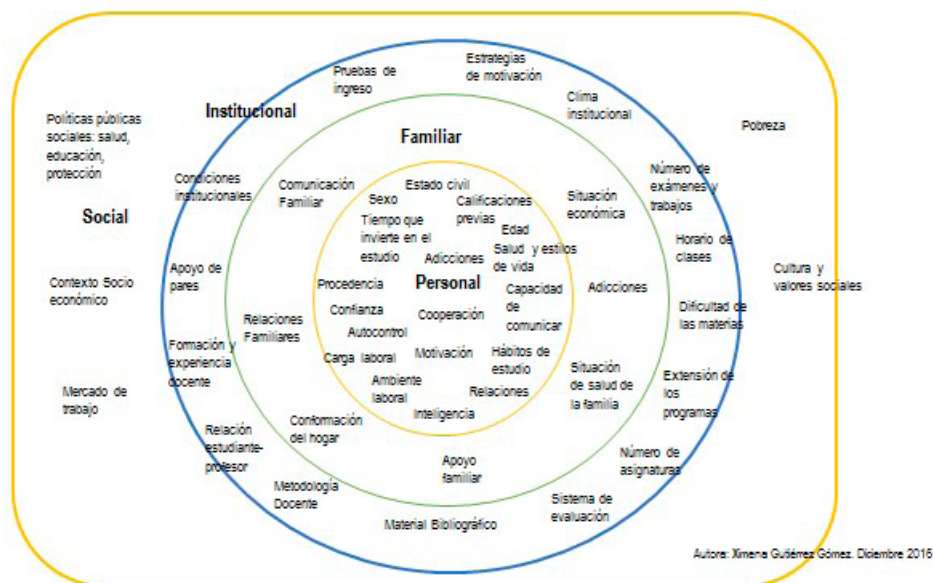 Pruebas de
ingreso
Estrategias
de motivación
Institucional
Clima
institucional
Políticas públicas
sociales: salud,
educación,
protección
Familiar
Pobreza
Condiciones
institucionales
Comunicación
Familiar
Estado civil
Sexo
Calificaciones
previas
Situación
económica
Número de
exámenes y
trabajos
Social
Tiempo que
invierte en el
estudio
Edad
Adicciones
Salud y estilos
de vida
Horario de
clases
Contexto Socio
económico
Apoyo de
pares
Procedencia
Personal
Capacidad
de
comunicar
Adicciones
Cultura y
valores sociales
Relaciones
Familiares
Confianza
Cooperación
Autocontrol
Dificultad de
las materias
Formación y
experiencia
docente
Carga laboral
Motivación
Hábitos de
estudio
Mercado de
trabajo
Ambiente
laboral
Relaciones
Inteligencia
Situación
de salud de
la familia
Extensión de
los
programas
Relación
estudiante-
profesor
Conformación
del hogar
Apoyo
familiar
Número de
asignaturas
Metodología
Docente
Material Bibliográfico
Sistema de
evaluación
Autora: Ximena Gutiérrez Gómez. Diciembre 2016